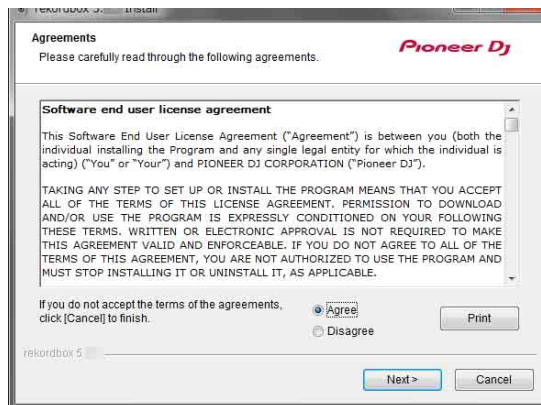 rekordbox 5. Install
Agreements
Please carefully read through the following agreements.
Pioneer Dj
Software end user license agreement
This Software End User License Agreement ("Agreement") is between you (both the
individual installing the Program and any single legal entity for which the individual is
acting) ("You" or "Your") and PIONEER DJ CORPORATION ("Pioneer DJ").
TAKING ANY STEP TO SET UP OR INSTALL THE PROGRAM MEANS THAT YOU ACCEPT
ALL OF THE TERMS OF THIS LICENSE AGREEMENT. PERMISSION TO DOWNLOAD
AND/OR USE THE PROGRAM IS EXPRESSLY CONDITIONED ON YOUR FOLLOWING
THESE TERMS. WRITTEN OR ELECTRONIC APPROVAL IS NOT REQUIRED TO MAKE
THIS AGREEMENT VALID AND ENFORCEABLE. IF YOU DO NOT AGREE TO ALL OF THE
TERMS OF THIS AGREEMENT, YOU ARE NOT AUTHORIZED TO USE THE PROGRAM AND
MUST STOP INSTALLING IT OR UNINSTALL IT, AS APPLICABLE.
If you do not accept the terms of the agreements,
click [Cancel] to finish.
Agree
Disagree
Print
rekordbox 5
Next >
Cancel